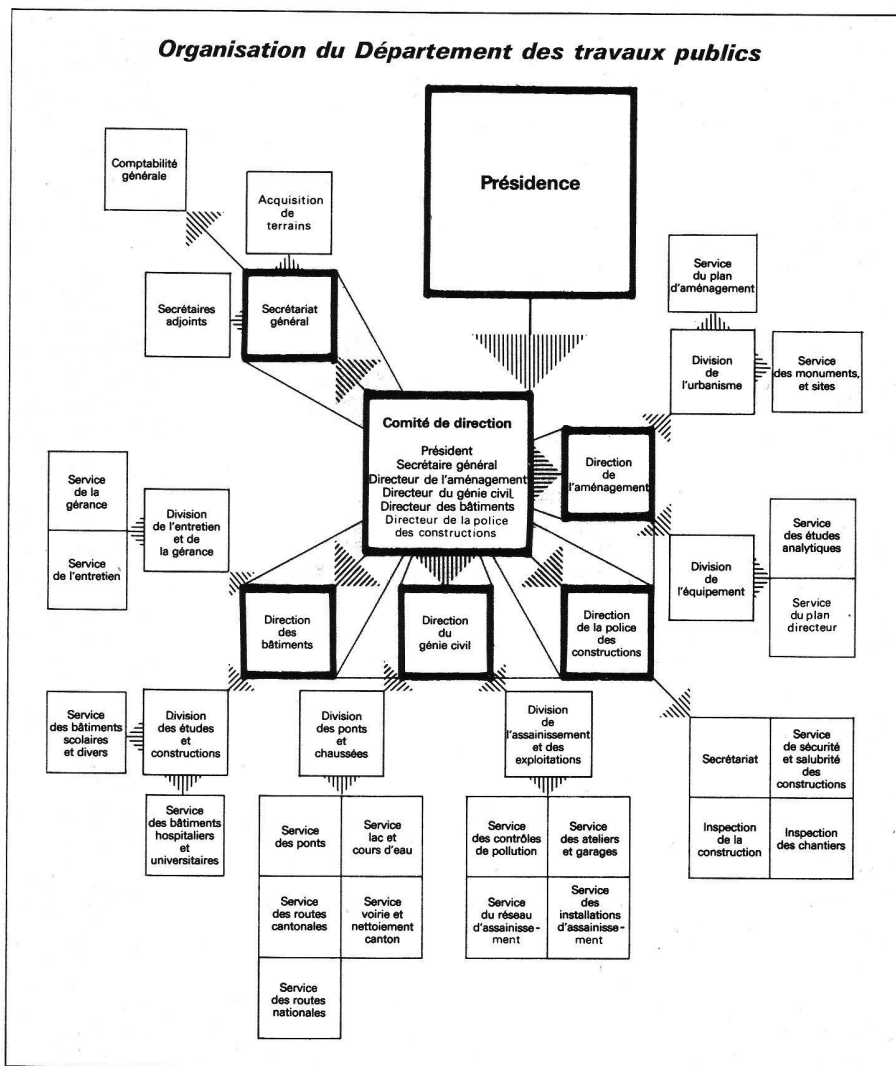 Organisation du Département des travaux publics
Présidence
Comptabilité
générale
Acquisition
de
terrains
Secrétaires
adjoints
Secrétariat
général
Service
du plan
d'aménagement
Division
de
l'urbanisme
Service
des monuments,
et sites
Comité de direction
Président
Secrétaire général
Directeur de l'aménagement
Directeur du génie civil
Directeur des bâtiments
Directeur de la police
des constructions
Direction
de
l'aménagement
Service
de la
gérance
Service
de l'entretien
Division
de l'entretien
et de
la gérance
Division
de
l'équipement
Service
des études
analytiques
Service
du plan
directeur
Direction
des
bâtiments
Direction
du
génie civil
Direction
de la police
des
constructions
Service
des bâtiments
scolaires
et divers
Division
des études
et
constructions
Service
des bâtiments
hospitaliers
et
universitaires
Division
des ponts
et
chaussées
Division
de
l'assainissement
et des
exploitations
Secrétariat
Service
de sécurité
et salubrité
des
constructions
Inspection
de la
construction
Inspection
des chantiers
Service
des ponts
Service
lac et
cours d'eau
Service
des routes
cantonales
Service
voirie et
nettoiement
canton
Service
des routes
nationales
Service
des contrôles
de pollution
Service
des ateliers
et garages
Service
du réseau
d'assainisse-
ment
Service
des
installations
d'assainisse-
ment